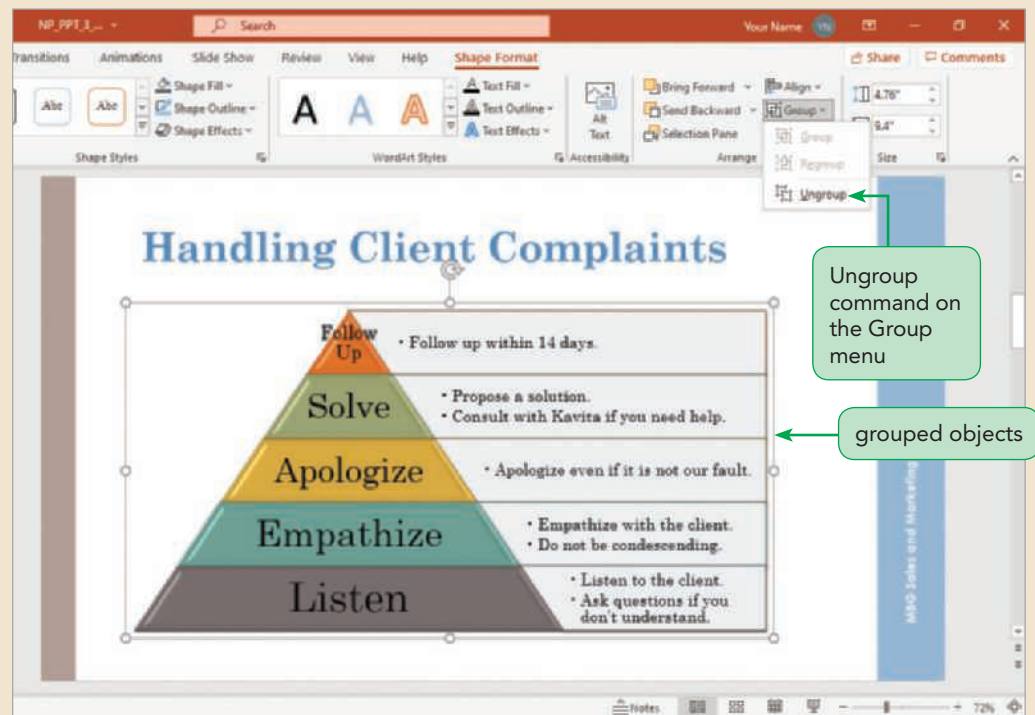 NP_PPT_3_... Search Your Name YN
Transitions Animations Slide Show Review View Help Shape Format Share Comments
Abc Abc Shape Fill Text Fill Bring Forward Align 4.76"
Shape Outline A A A Text Outline Alt Text Send Backward Group 9.4"
Shape Effects Text Effects Selection Pane Group
Shape Styles WordArt Styles Accessibility Arrange Regroup Size
Ungroup
Handling Client Complaints
Ungroup
command on
the Group
menu
Follow
Up
• Follow up within 14 days.
Solve
• Propose a solution.
• Consult with Kavita if you need help.
grouped objects
Apologize
• Apologize even if it is not our fault.
Empathize
• Empathize with the client.
• Do not be condescending.
Listen
• Listen to the client.
• Ask questions if you
don't understand.
MBG Sales and Marketing
Notes 72%